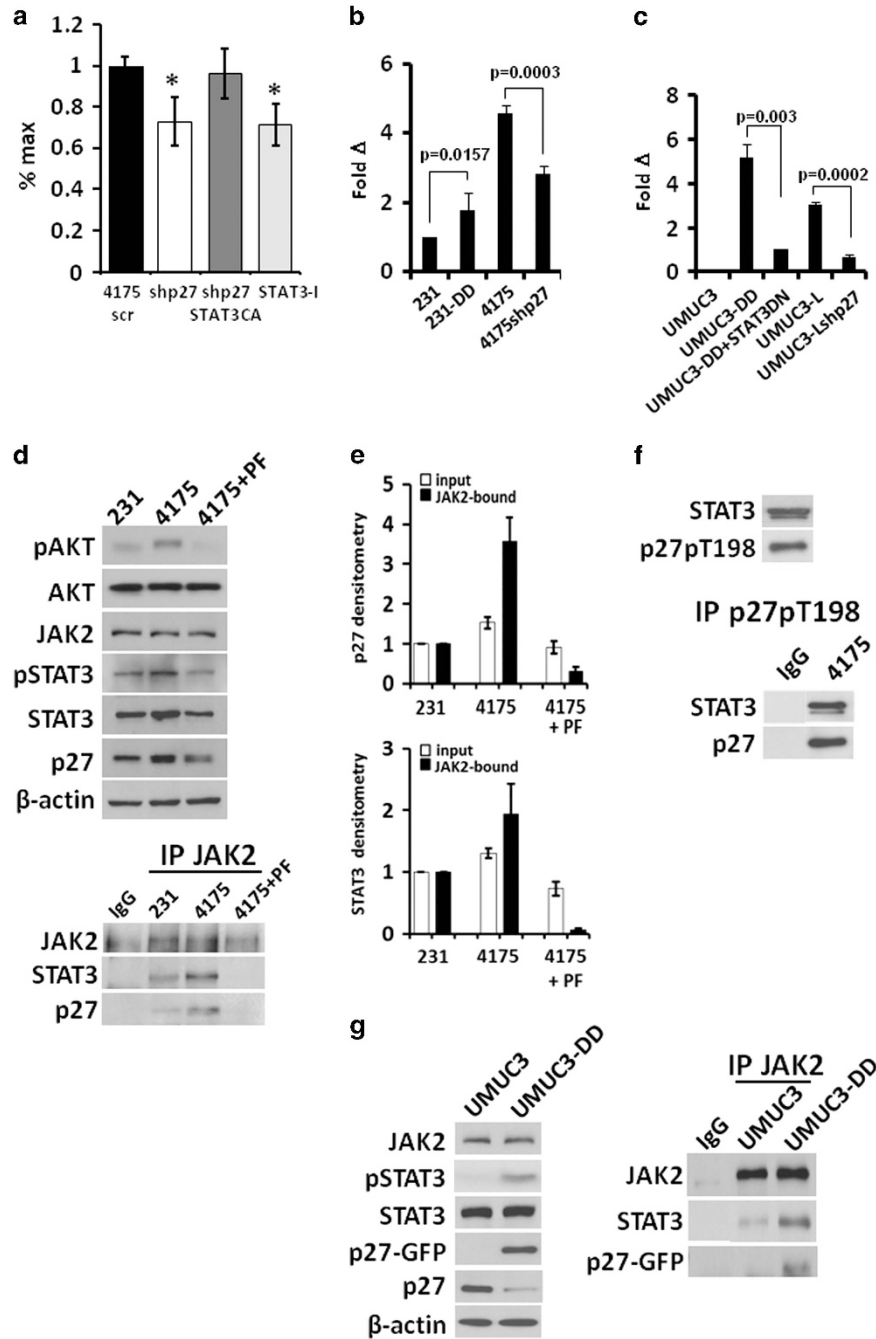 a
% max
1.2
1
0.8
0.6
0.4
0.2
0
*
*
4175 shp27 shp27 STAT3-I
scr STAT3CA
b
Fold Δ
6
4
2
0
p=0.0157
p=0.0003
231
231-DD
4175
4175shp27
c
Fold Δ
8
6
4
2
0
p=0.003
p=0.0002
UMUC3
UMUC3-DD
UMUC3-DD+STAT3DN
UMUC3-L
UMUC3-Lshp27
d
231 4175 4175+PF
pAKT
AKT
JAK2
pSTAT3
STAT3
p27
β-actin
IP JAK2
IgG 231 4175 4175+PF
JAK2
STAT3
p27
e
p27 densitometry
5
4
3
2
1
0
input
JAK2-bound
231 4175 4175
+ PF
STAT3 densitometry
3
2
1
0
input
JAK2-bound
231 4175 4175
+ PF
f
STAT3
p27pT198
IP p27pT198
IgG 4175
STAT3
p27
g
UMUC3 UMUC3-DD
JAK2
pSTAT3
STAT3
p27-GFP
p27
β-actin
IP JAK2
IgG UMUC3 UMUC3-DD
JAK2
STAT3
p27-GFP